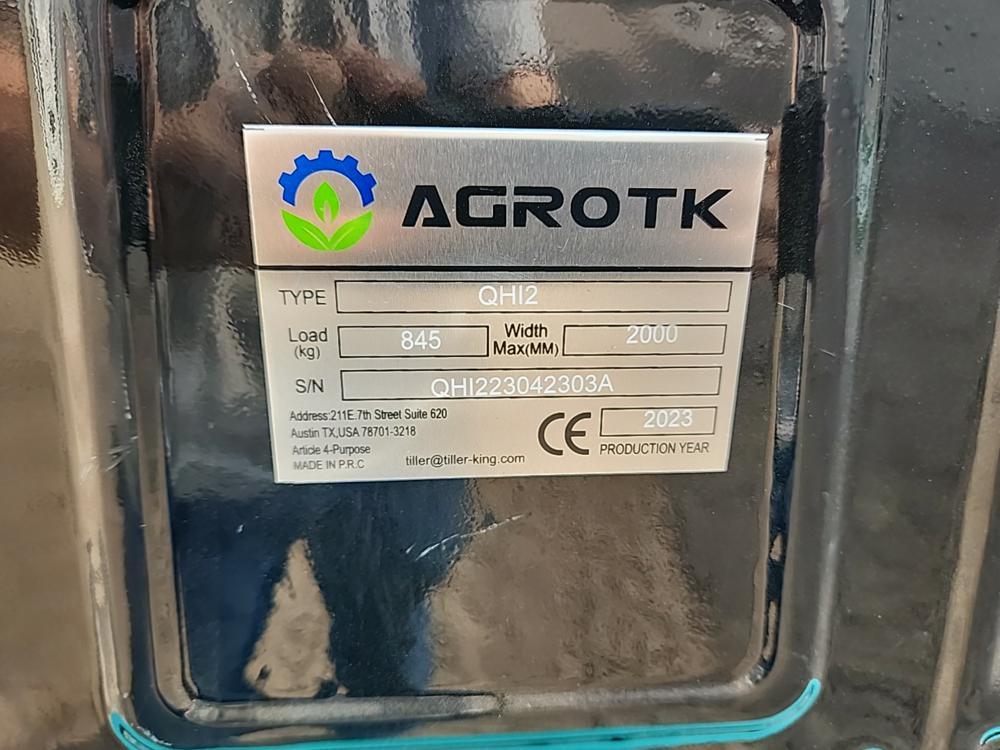 AGROTK
TYPE QHI2
Load (kg) 845 Width Max(MM) 2000
S/N QHI223042303A
Address:211E.7th Street Suite 620
Austin TX,USA 78701-3218
Article 4-Purpose
MADE IN P.R.C
tiller@tiller-king.com
CE 2023
PRODUCTION YEAR